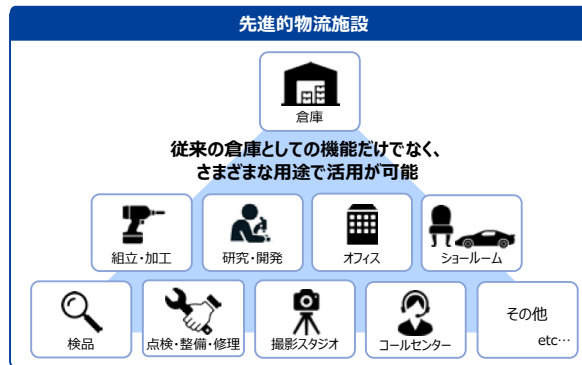 先進的物流施設
倉庫
従来の倉庫としての機能だけでなく、
さまざまな用途で活用が可能
組立・加工
研究・開発
オフィス
ショールーム
検品
点検・整備・修理
撮影スタジオ
コールセンター
その他
etc…